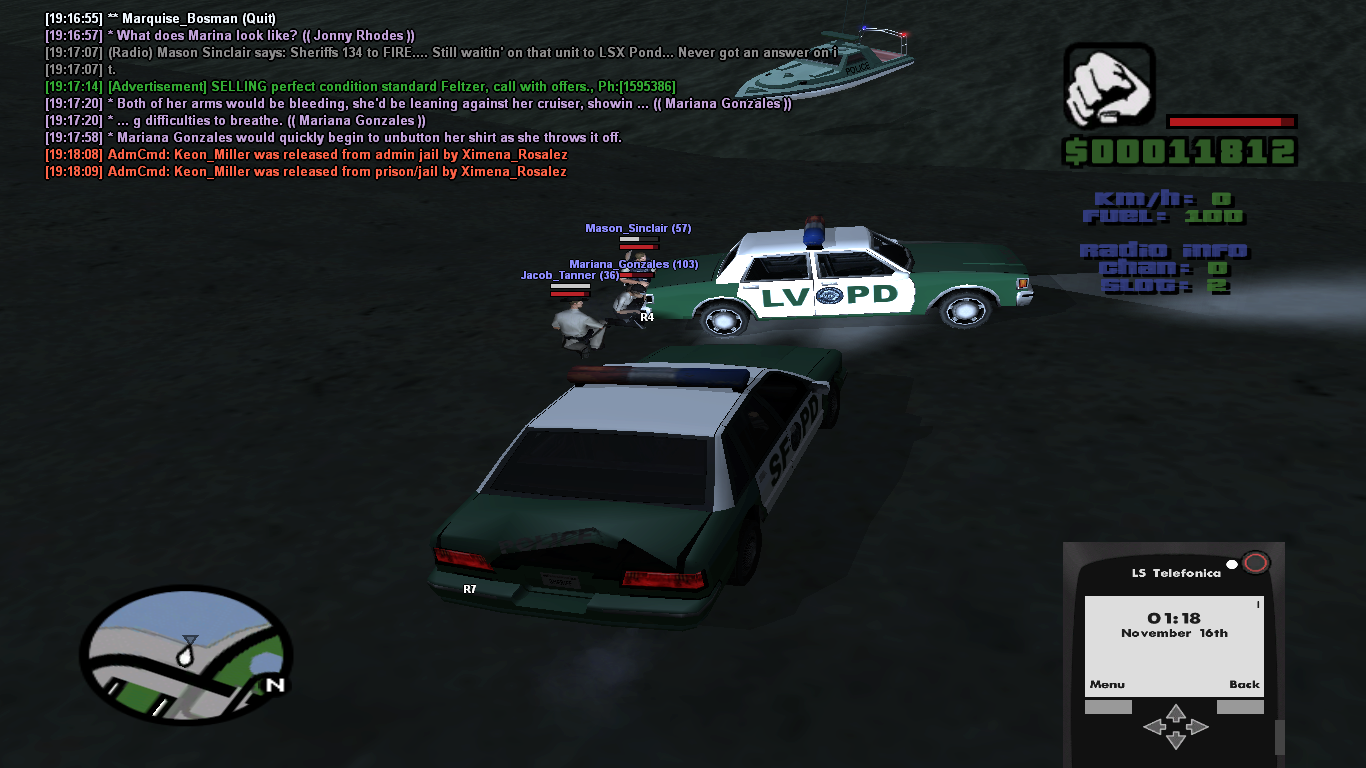 [19:16:55] ** Marquise_Bosman (Quit)
[19:16:57] * What does Marina look like? (( Jonny Rhodes ))
[19:17:07] (Radio) Mason Sinclair says: Sheriffs 134 to FIRE.... Still waitin' on that unit to LSX Pond... Never got an answer on i
[19:17:07] t.
[19:17:14] [Advertisement] SELLING perfect condition standard Feltzer, call with offers., Ph:[1595386]
[19:17:20] * Both of her arms would be bleeding, she'd be leaning against her cruiser, showin ... (( Mariana Gonzales ))
[19:17:20] * ... g difficulties to breathe. (( Mariana Gonzales ))
[19:17:58] * Mariana Gonzales would quickly begin to unbutton her shirt as she throws it off.
[19:18:08] AdmCmd: Keon_Miller was released from admin jail by Ximena_Rosalez
[19:18:09] AdmCmd: Keon_Miller was released from prison/jail by Ximena_Rosalez
POLICE
$00011812
Km/h= 0
Fuel= 100
Radio Info
Chan= 0
Slot= 2
Mason_Sinclair (57)
Mariana_Gonzales (103)
Jacob_Tanner (36)
R4
LV PD
SF PD
R7
N
LS Telefonica
01:18
November 16th
Menu Back